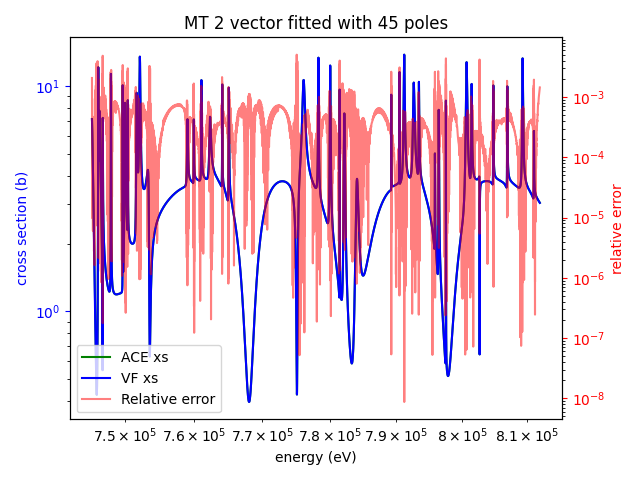 MT 2 vector fitted with 45 poles
cross section (b)
10¹
10⁰
10⁻³
10⁻⁴
10⁻⁵
10⁻⁶
10⁻⁷
10⁻⁸
relative error
ACE xs
VF xs
Relative error
7.5 × 10⁵ 7.6 × 10⁵ 7.7 × 10⁵ 7.8 × 10⁵ 7.9 × 10⁵ 8 × 10⁵ 8.1 × 10⁵
energy (eV)